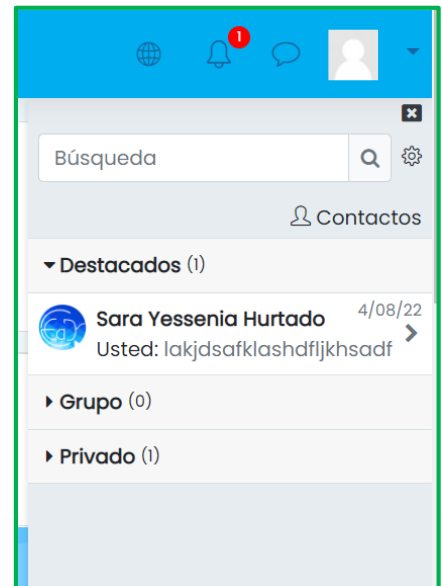 1
Búsqueda
Contactos
Destacados (1)
Sara Yessenia Hurtado 4/08/22
Usted: lakjdsafklashdfljkhsadf
Grupo (0)
Privado (1)